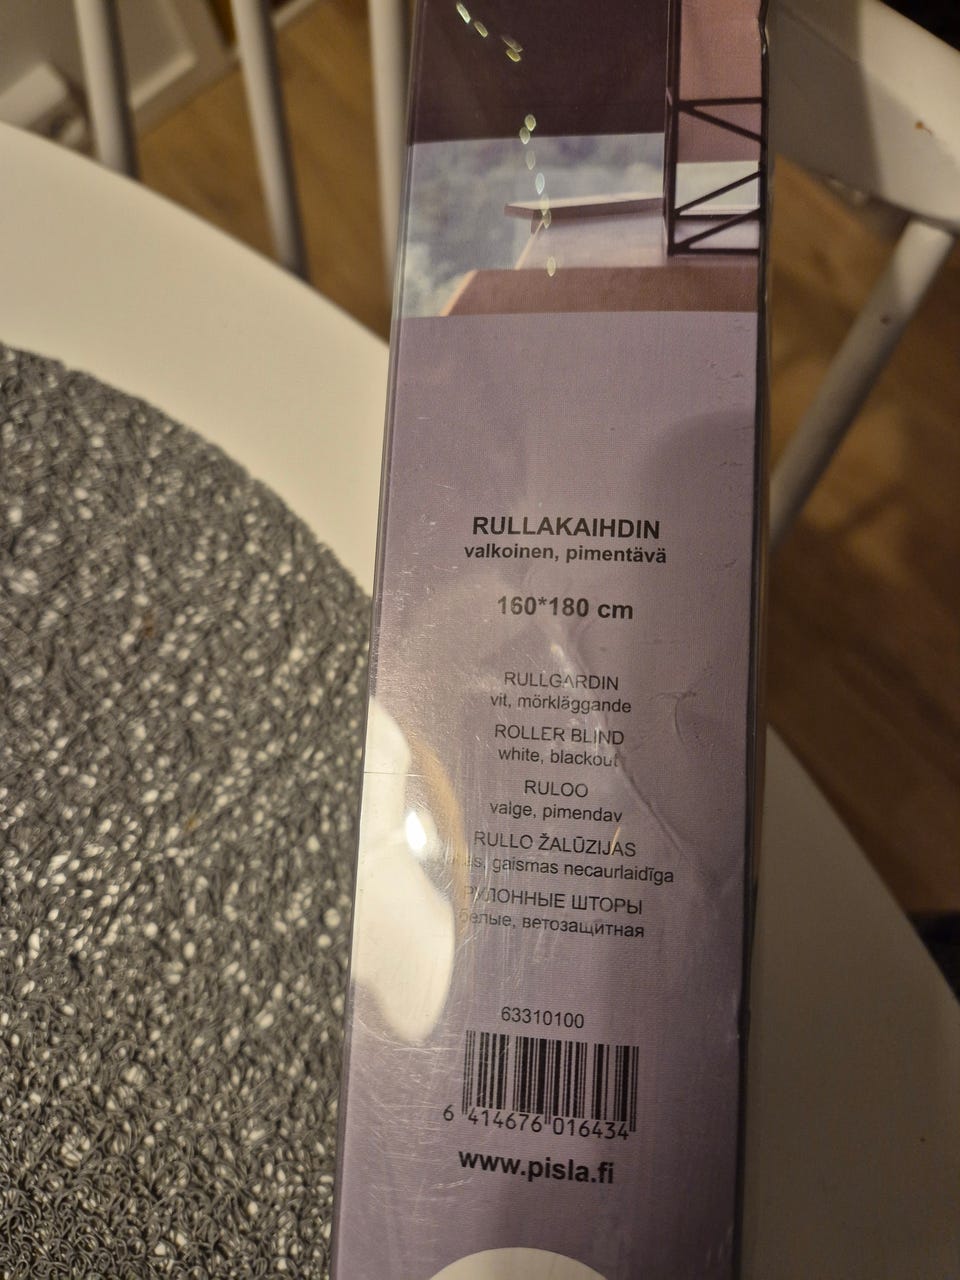 RULLAKAIHDIN
valkoinen, pimentävä
160*180 cm
RULLGARDIN
vit, mörkläggande
ROLLER BLIND
white, blackout
RULOO
valge, pimendav
RULLO ŽALŪZIJAS
gaismas necaurlaidīga
РУЛОННЫЕ ШТОРЫ
белые, ветозащитная
63310100
6 414676 016434
www.pisla.fi